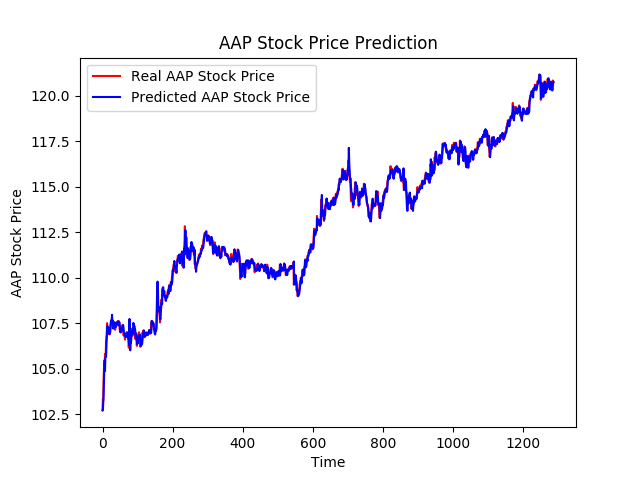 AAP Stock Price Prediction
Real AAP Stock Price
Predicted AAP Stock Price
AAP Stock Price
120.0
117.5
115.0
112.5
110.0
107.5
105.0
102.5
0 200 400 600 800 1000 1200
Time